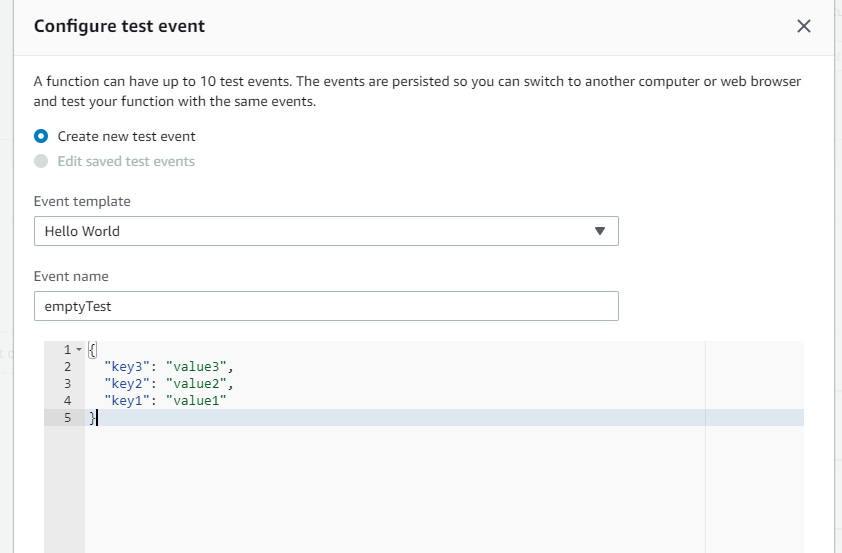 Configure test event
A function can have up to 10 test events. The events are persisted so you can switch to another computer or web browser
and test your function with the same events.
Create new test event
Edit saved test events
Event template
Hello World
Event name
emptyTest
1 {
2 "key3": "value3",
3 "key2": "value2",
4 "key1": "value1"
5 }